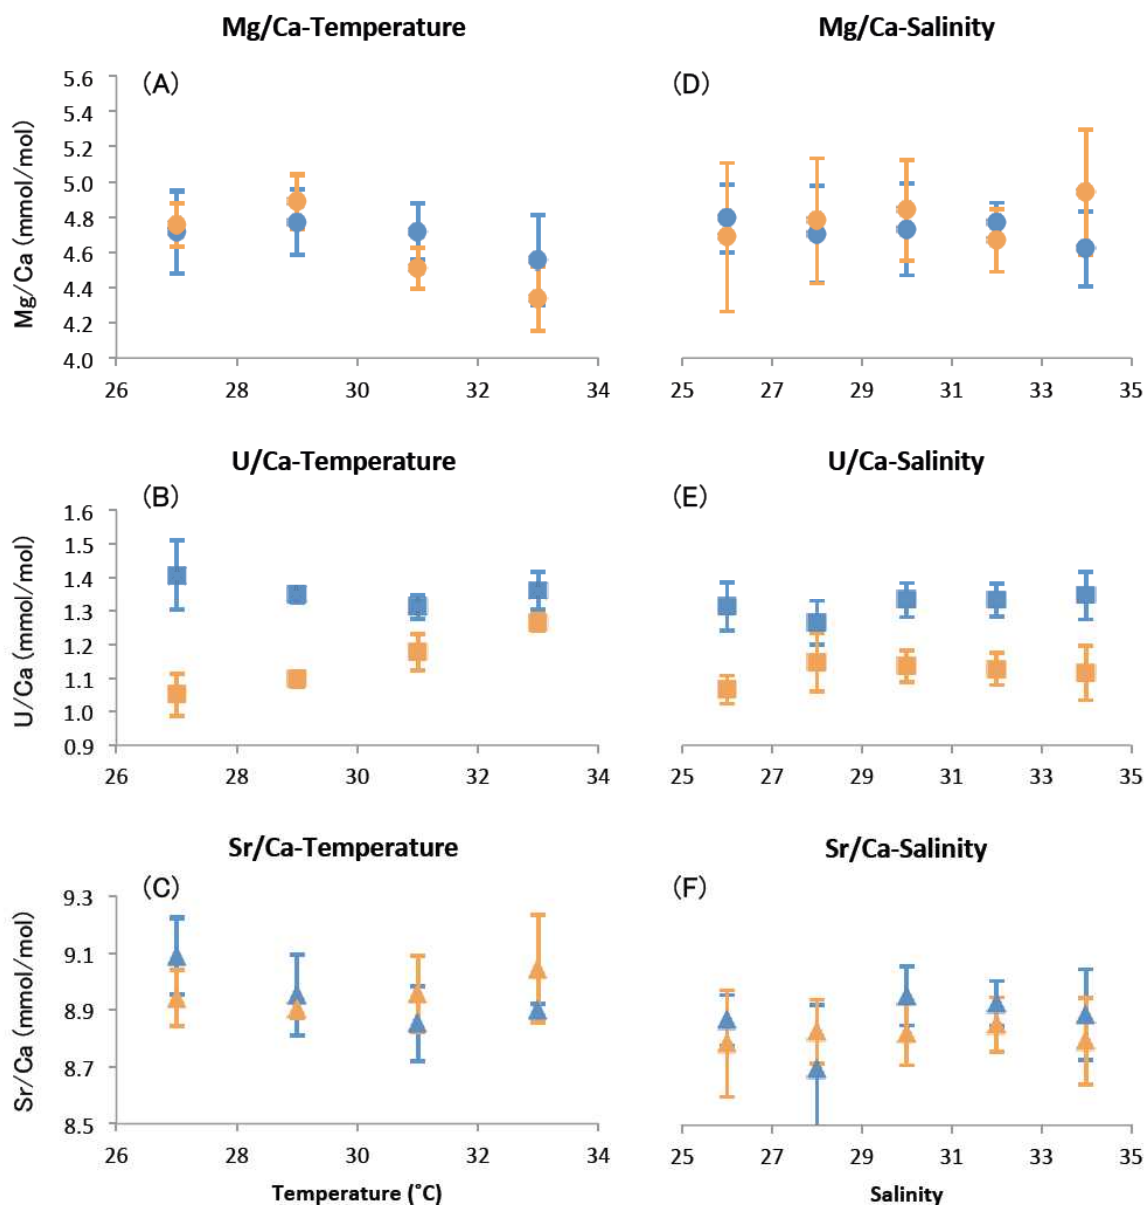 Mg/Ca-Temperature
Mg/Ca-Salinity
(A)
(D)
Mg/Ca (mmol/mol)
5.6
5.4
5.2
5.0
4.8
4.6
4.4
4.2
4.0
26 28 30 32 34
25 27 29 31 33 35
U/Ca-Temperature
U/Ca-Salinity
(B)
(E)
U/Ca (mmol/mol)
1.6
1.5
1.4
1.3
1.2
1.1
1.0
0.9
26 28 30 32 34
25 27 29 31 33 35
Sr/Ca-Temperature
Sr/Ca-Salinity
(C)
(F)
Sr/Ca (mmol/mol)
9.3
9.1
8.9
8.7
8.5
26 28 30 32 34
25 27 29 31 33 35
Temperature (˚C)
Salinity